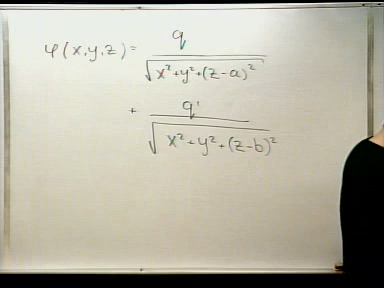 φ(x,y,z) = q / √(x²+y²+(z-a)²)
+ q' / √(x²+y²+(z-b)²)